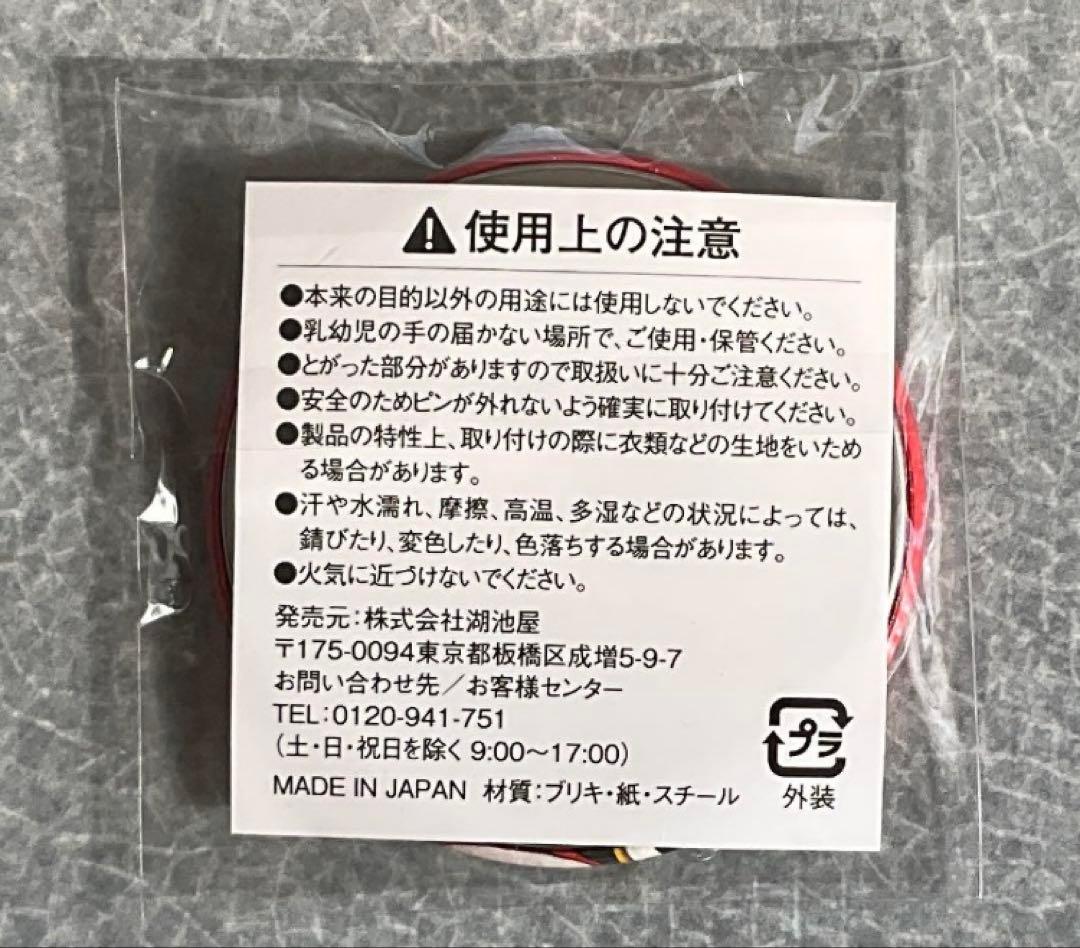 使用上の注意
●本来の目的以外の用途には使用しないでください。
●乳幼児の手の届かない場所で、ご使用・保管ください。
●とがった部分がありますので取扱いに十分ご注意ください。
●安全のためピンが外れないよう確実に取り付けてください。
●製品の特性上、取り付けの際に衣類などの生地をいため
る場合があります。
●汗や水濡れ、摩擦、高温、多湿などの状況によっては、
錆びたり、変色したり、色落ちする場合があります。
●火気に近づけないでください。
発売元：株式会社湖池屋
〒175-0094東京都板橋区成増5-9-7
お問い合わせ先／お客様センター
TEL：0120-941-751
（土・日・祝日を除く 9:00〜17:00）
MADE IN JAPAN 材質：ブリキ・紙・スチール
プラ
外装